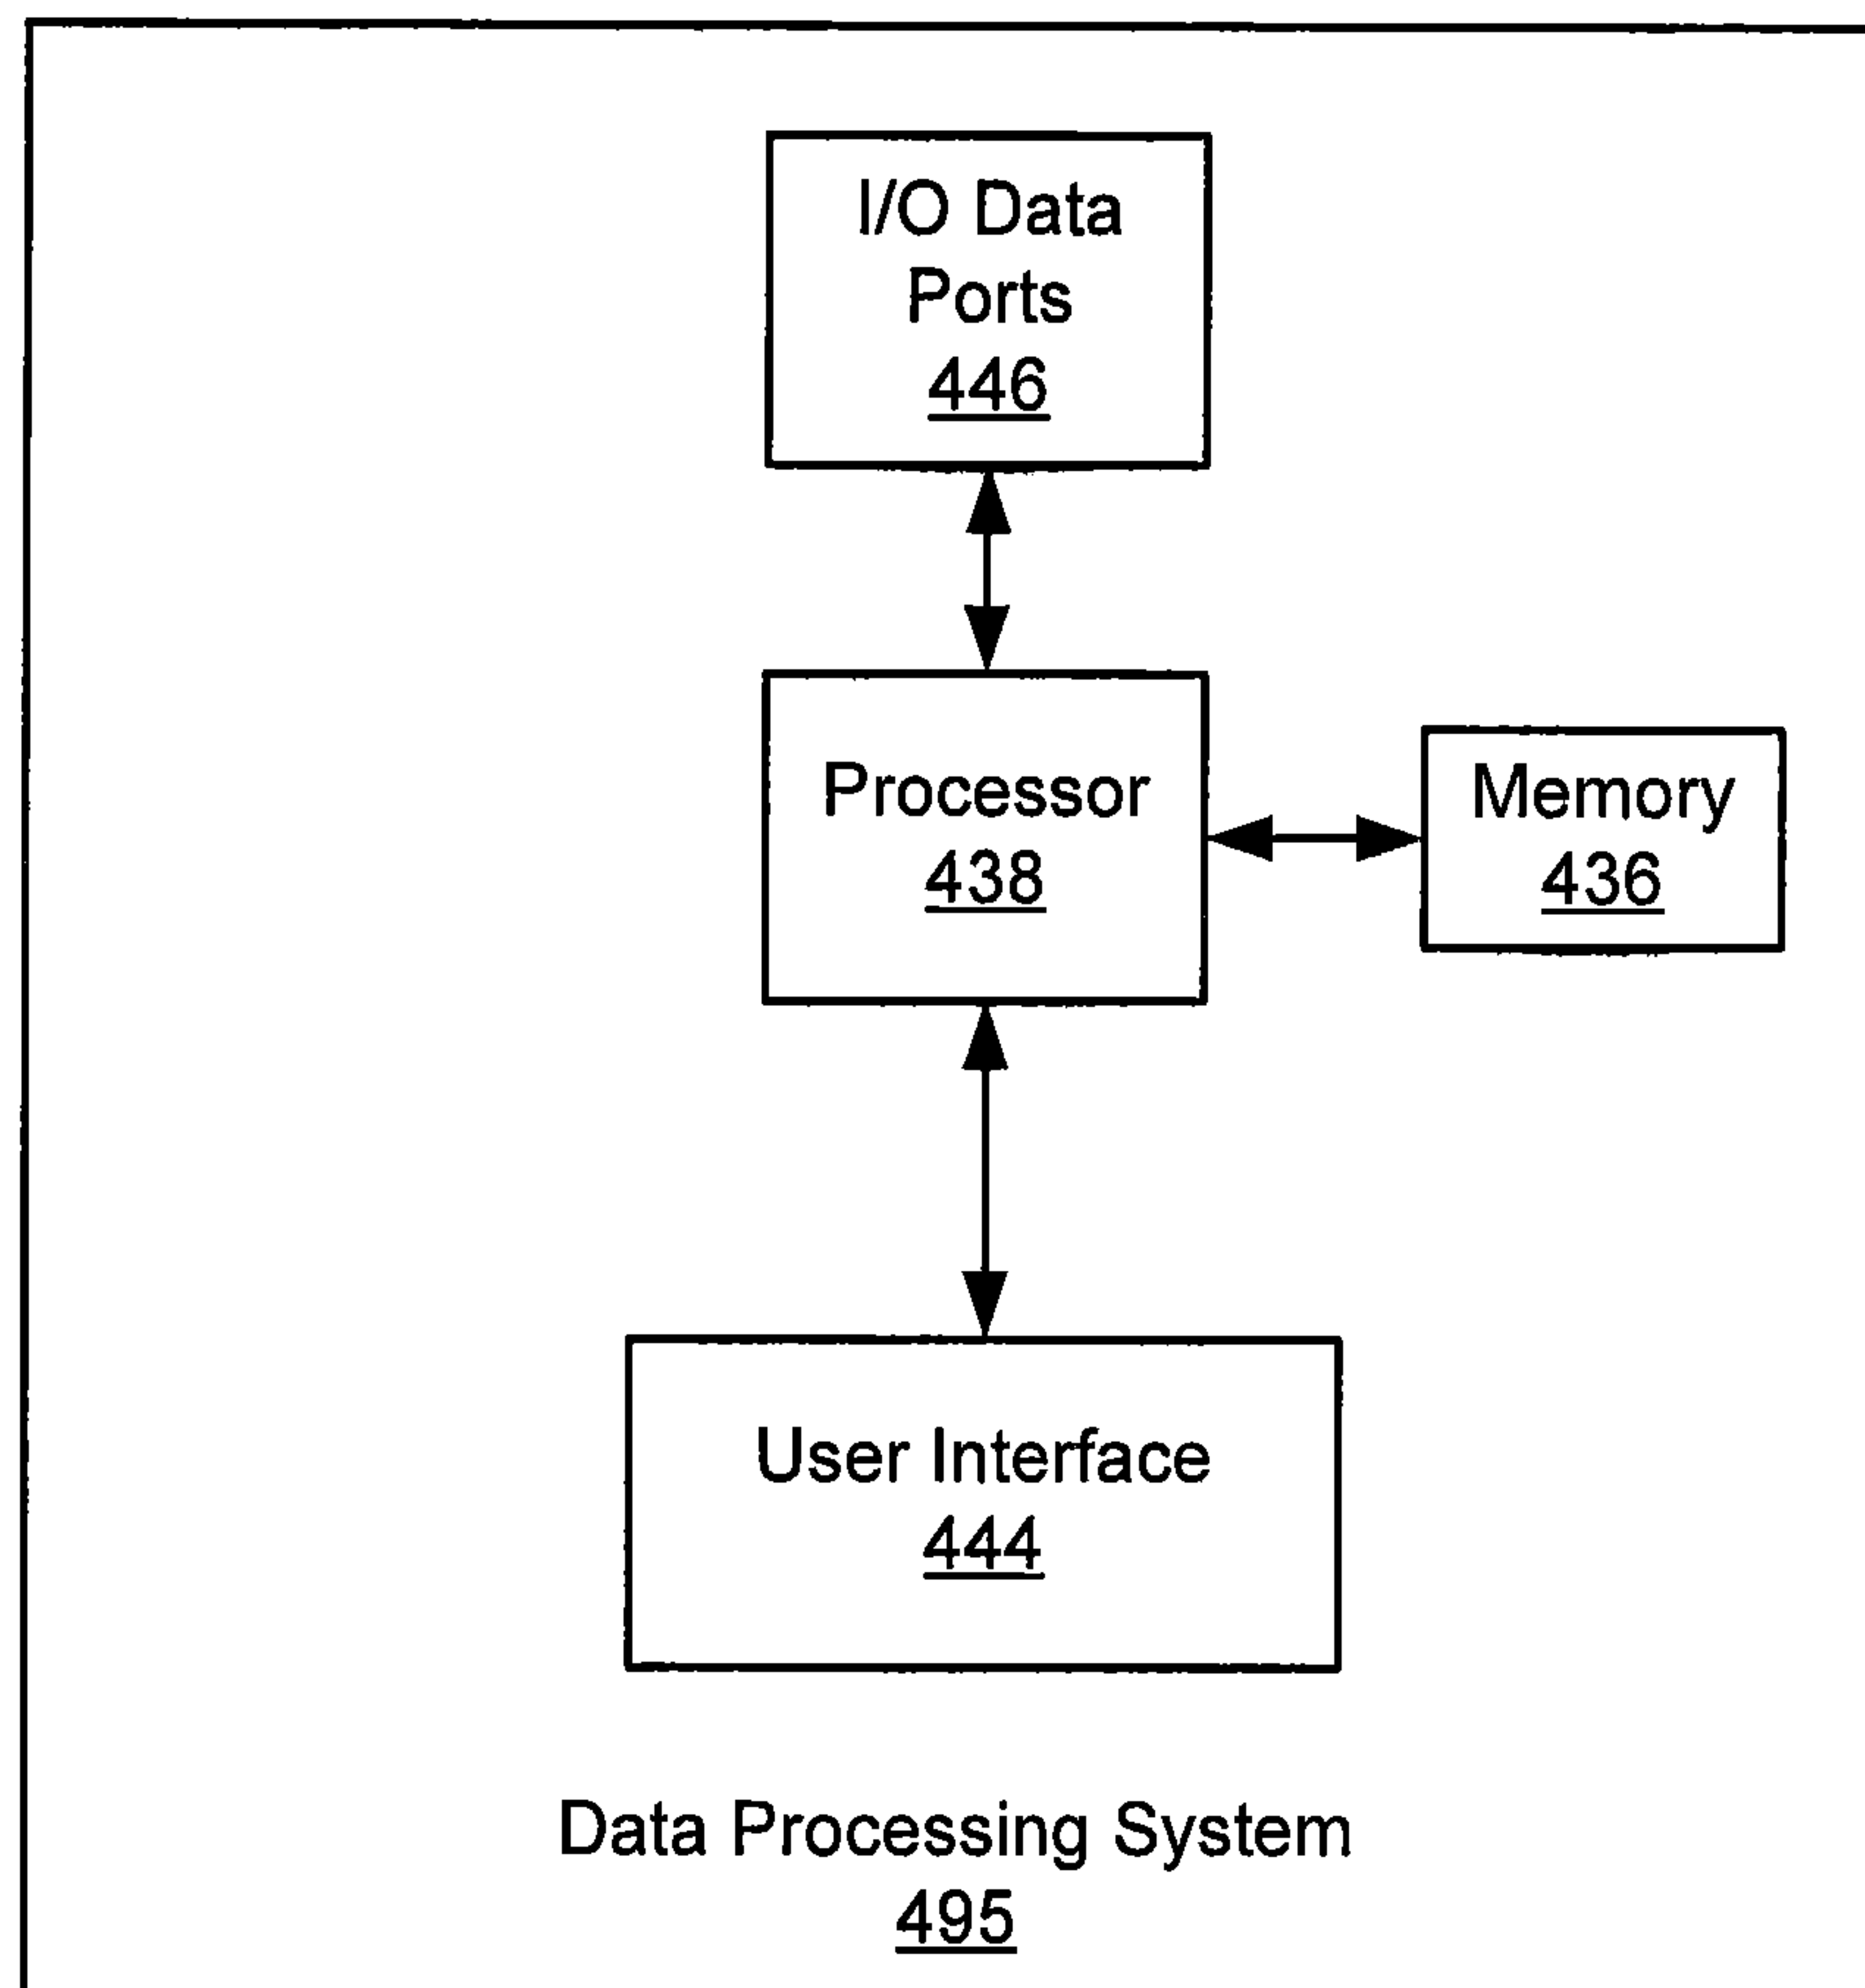 I/O Data
Ports
446
Processor
438
Memory
436
User Interface
444
Data Processing System
495